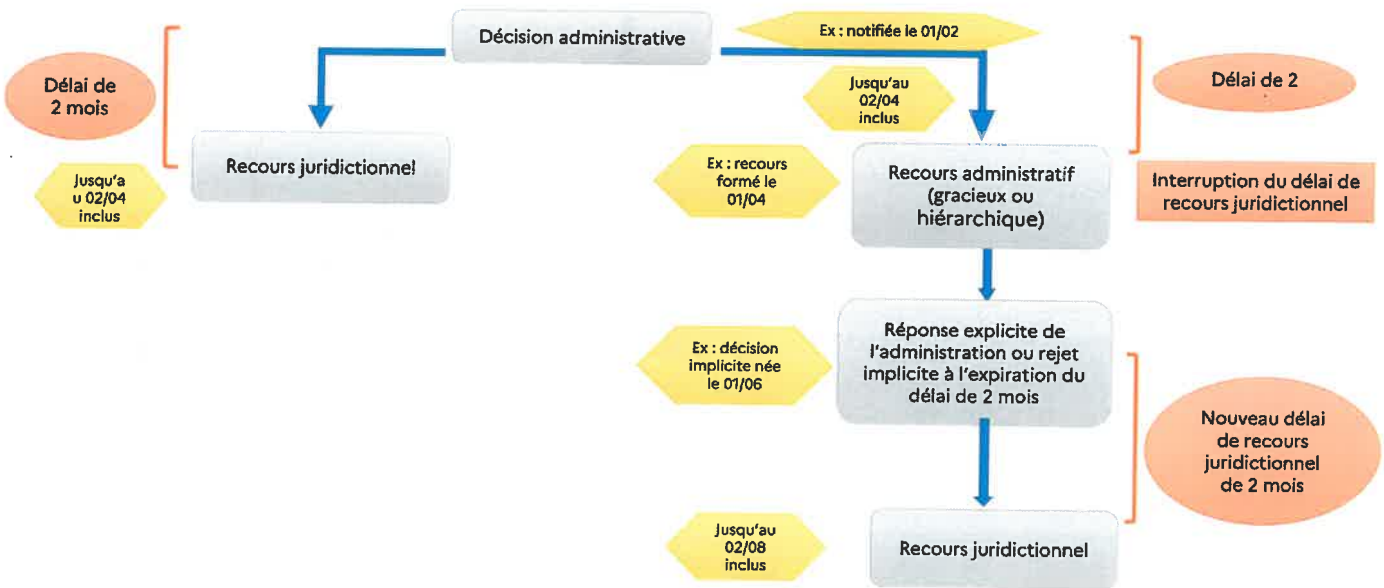 Décision administrative
Ex : notifiée le 01/02
Délai de
2 mois
Jusqu'au
02/04
inclus
Délai de 2
Recours juridictionnel
Jusqu'a
u 02/04
inclus
Ex : recours
formé le
01/04
Recours administratif
(gracieux ou
hiérarchique)
Interruption du délai de
recours juridictionnel
Ex : décision
implicite née
le 01/06
Réponse explicite de
l'administration ou rejet
implicite à l'expiration du
délai de 2 mois
Nouveau délai
de recours
juridictionnel
de 2 mois
Jusqu'au
02/08
inclus
Recours juridictionnel